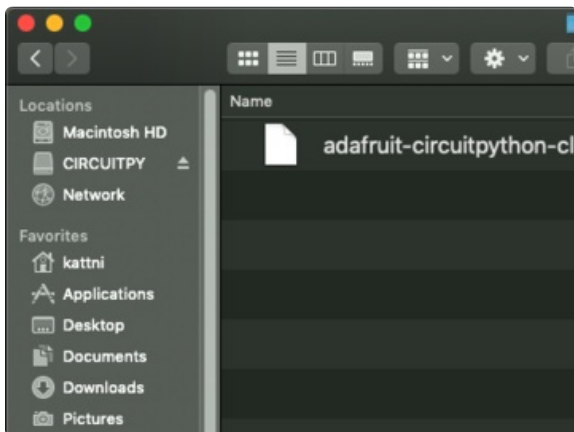 Locations
Macintosh HD
CIRCUITPY
Network
Favorites
kattni
Applications
Desktop
Documents
Downloads
Pictures
Name
adafruit-circuitpython-cl